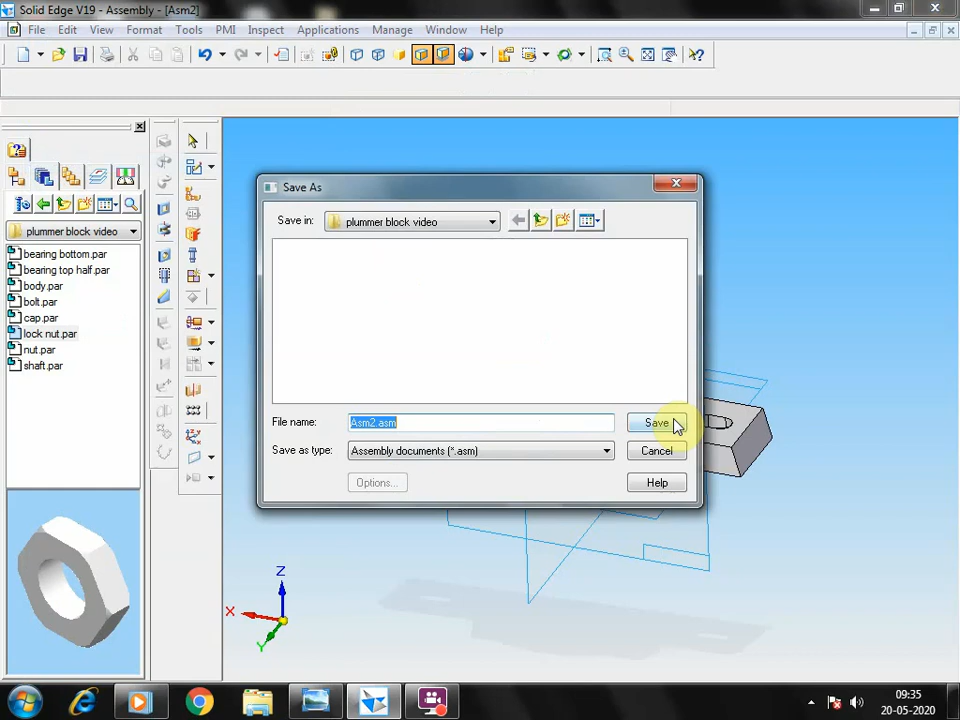 Solid Edge V19 - Assembly - [Asm2]
File Edit View Format Tools PMI Inspect Applications Manage Window Help
Save As
Save in: plummer block video
plummer block video
bearing bottom.par
bearing top half.par
body.par
bolt.par
cap.par
lock nut.par
nut.par
shaft.par
File name: Asm2.asm Save
Save as type: Assembly documents (*.asm) Cancel
Options... Help
Z
X
Y
09:35
20-05-2020